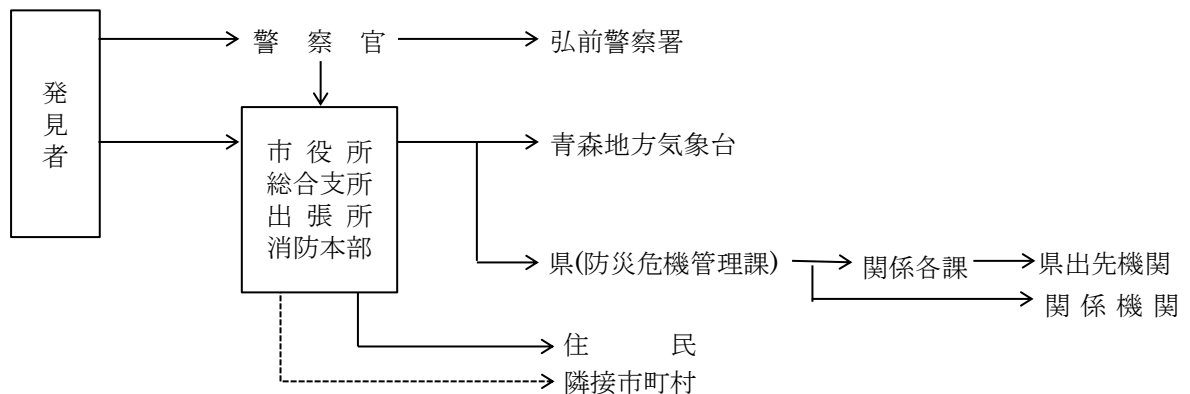 発見者
警察官
弘前警察署
市役所
総合支所
出張所
消防本部
青森地方気象台
県(防災危機管理課)
関係各課
県出先機関
関係機関
住民
隣接市町村